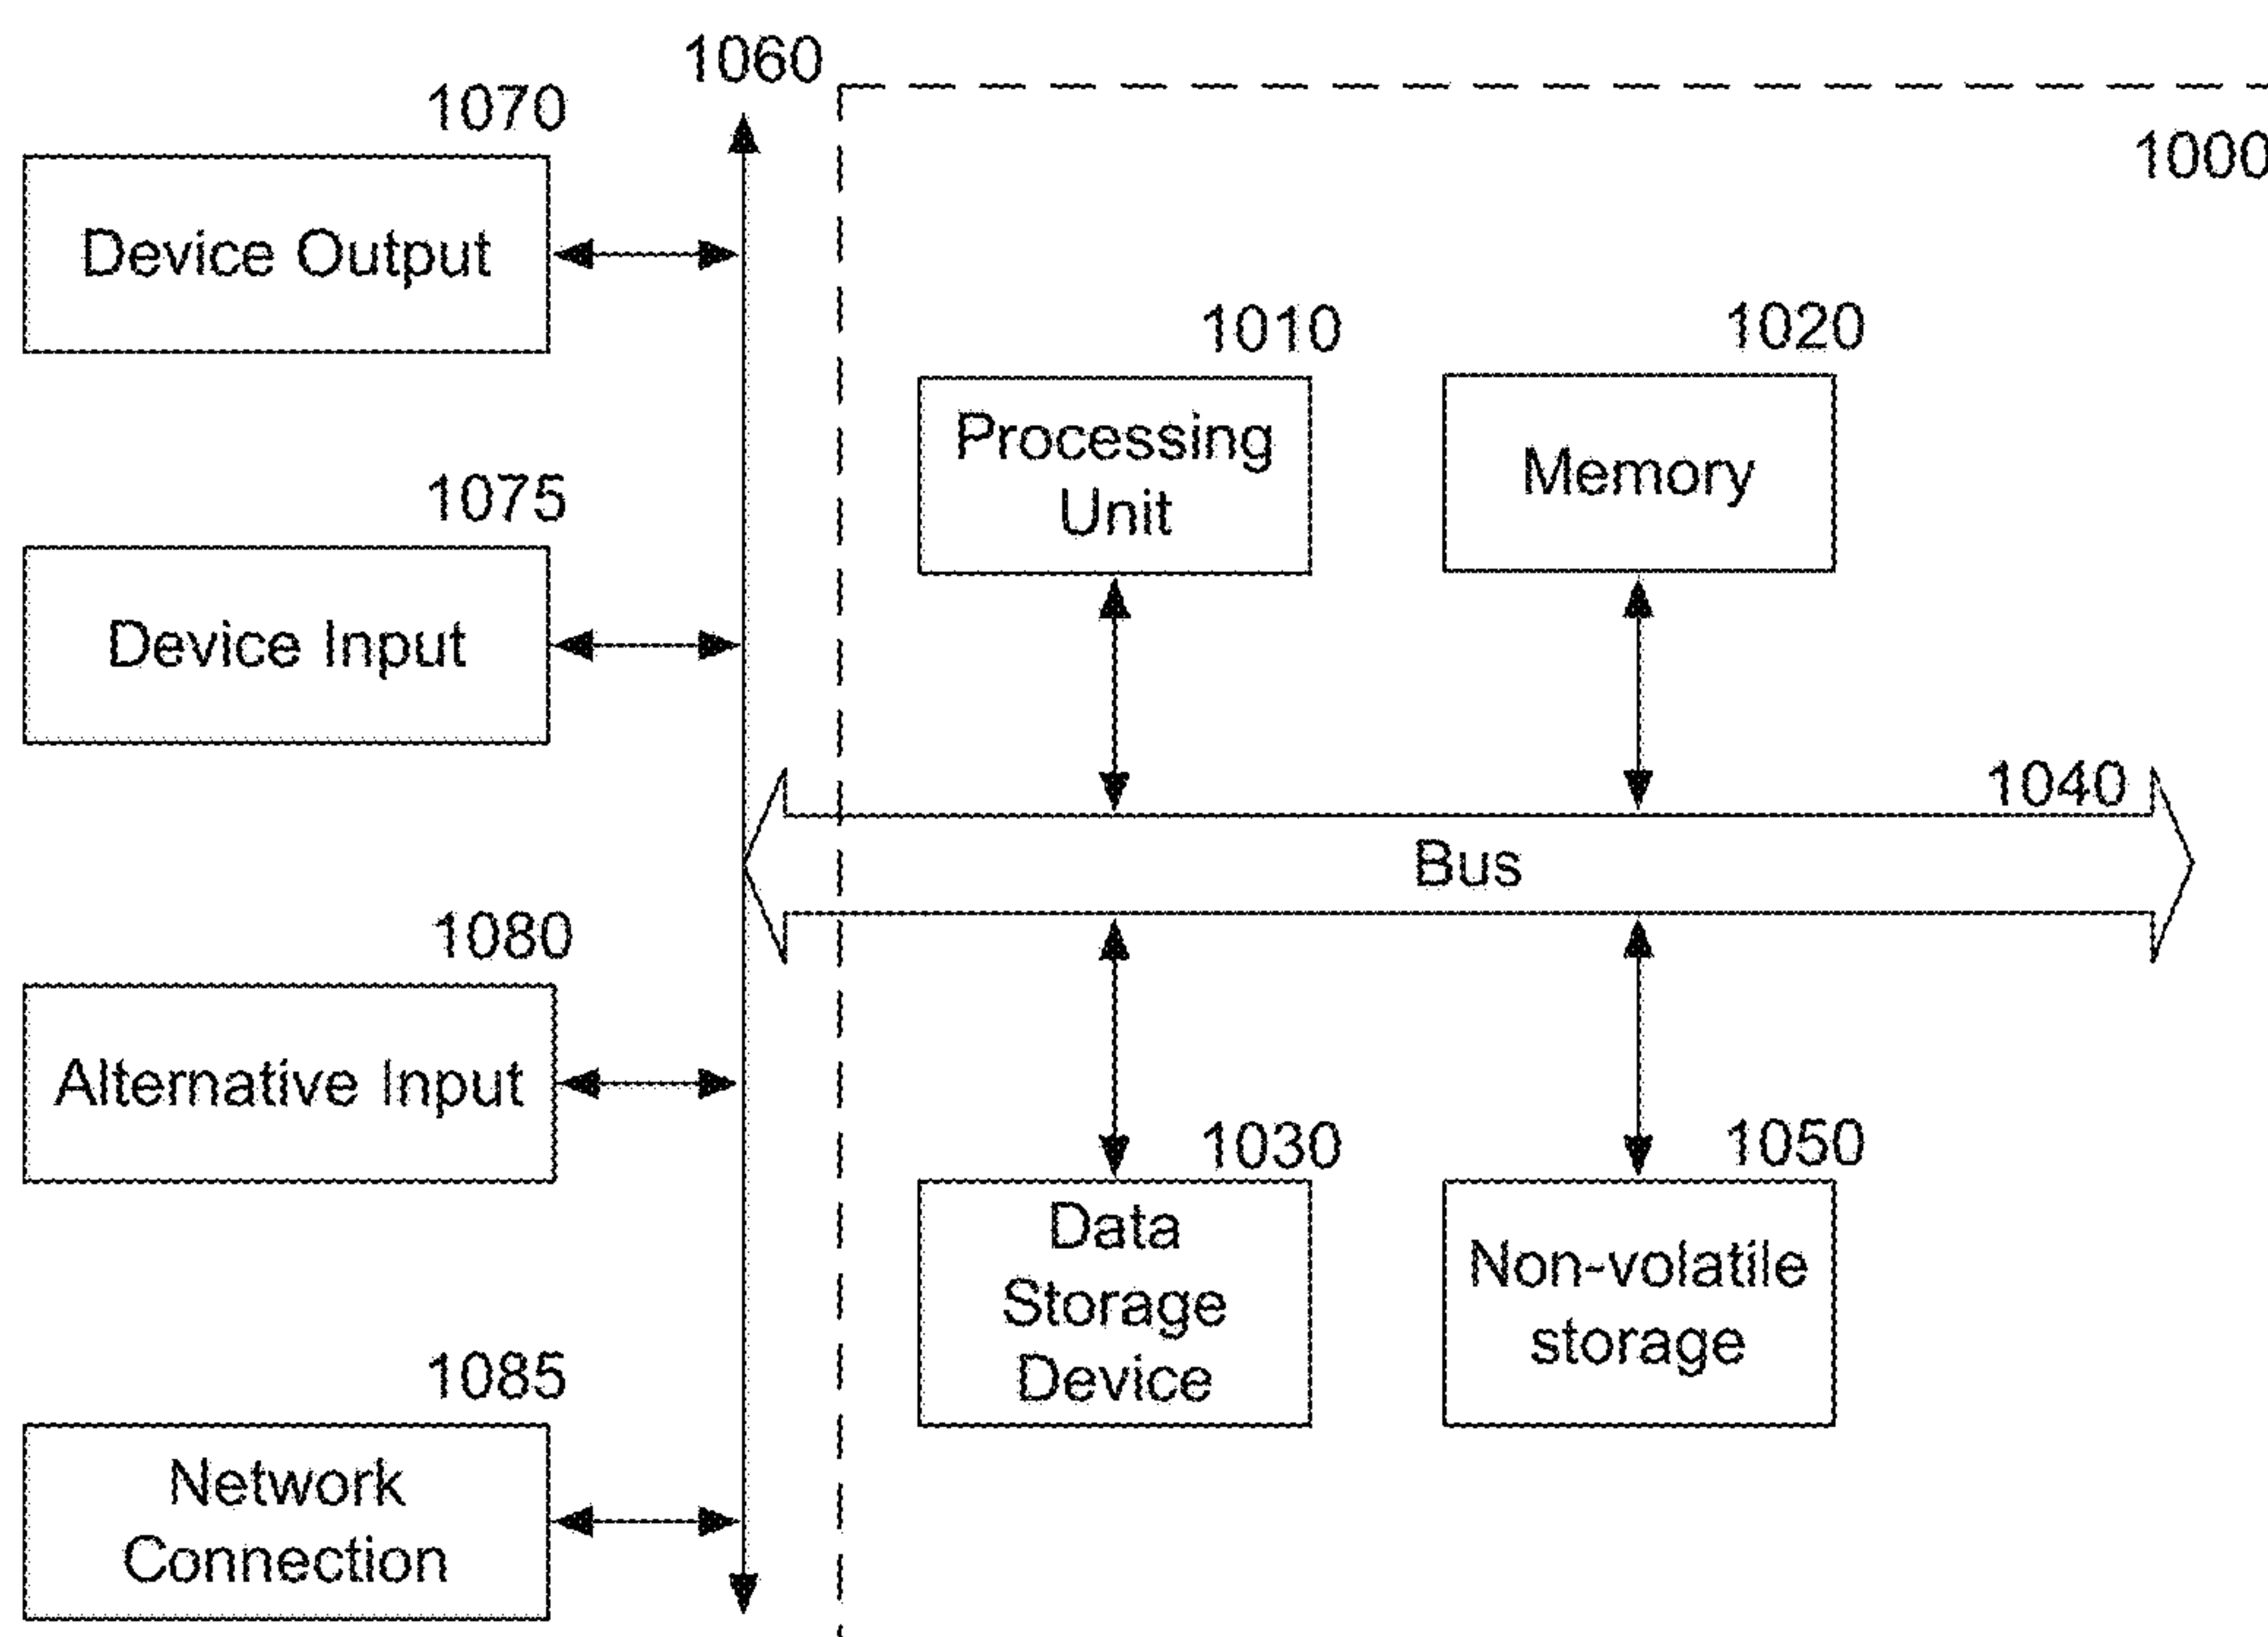 1060
1070
1000
Device Output
1010
1020
Processing
Unit
Memory
1075
Device Input
1040
Bus
1080
Alternative Input
1030
1050
Data
Storage
Device
Non-volatile
storage
1085
Network
Connection